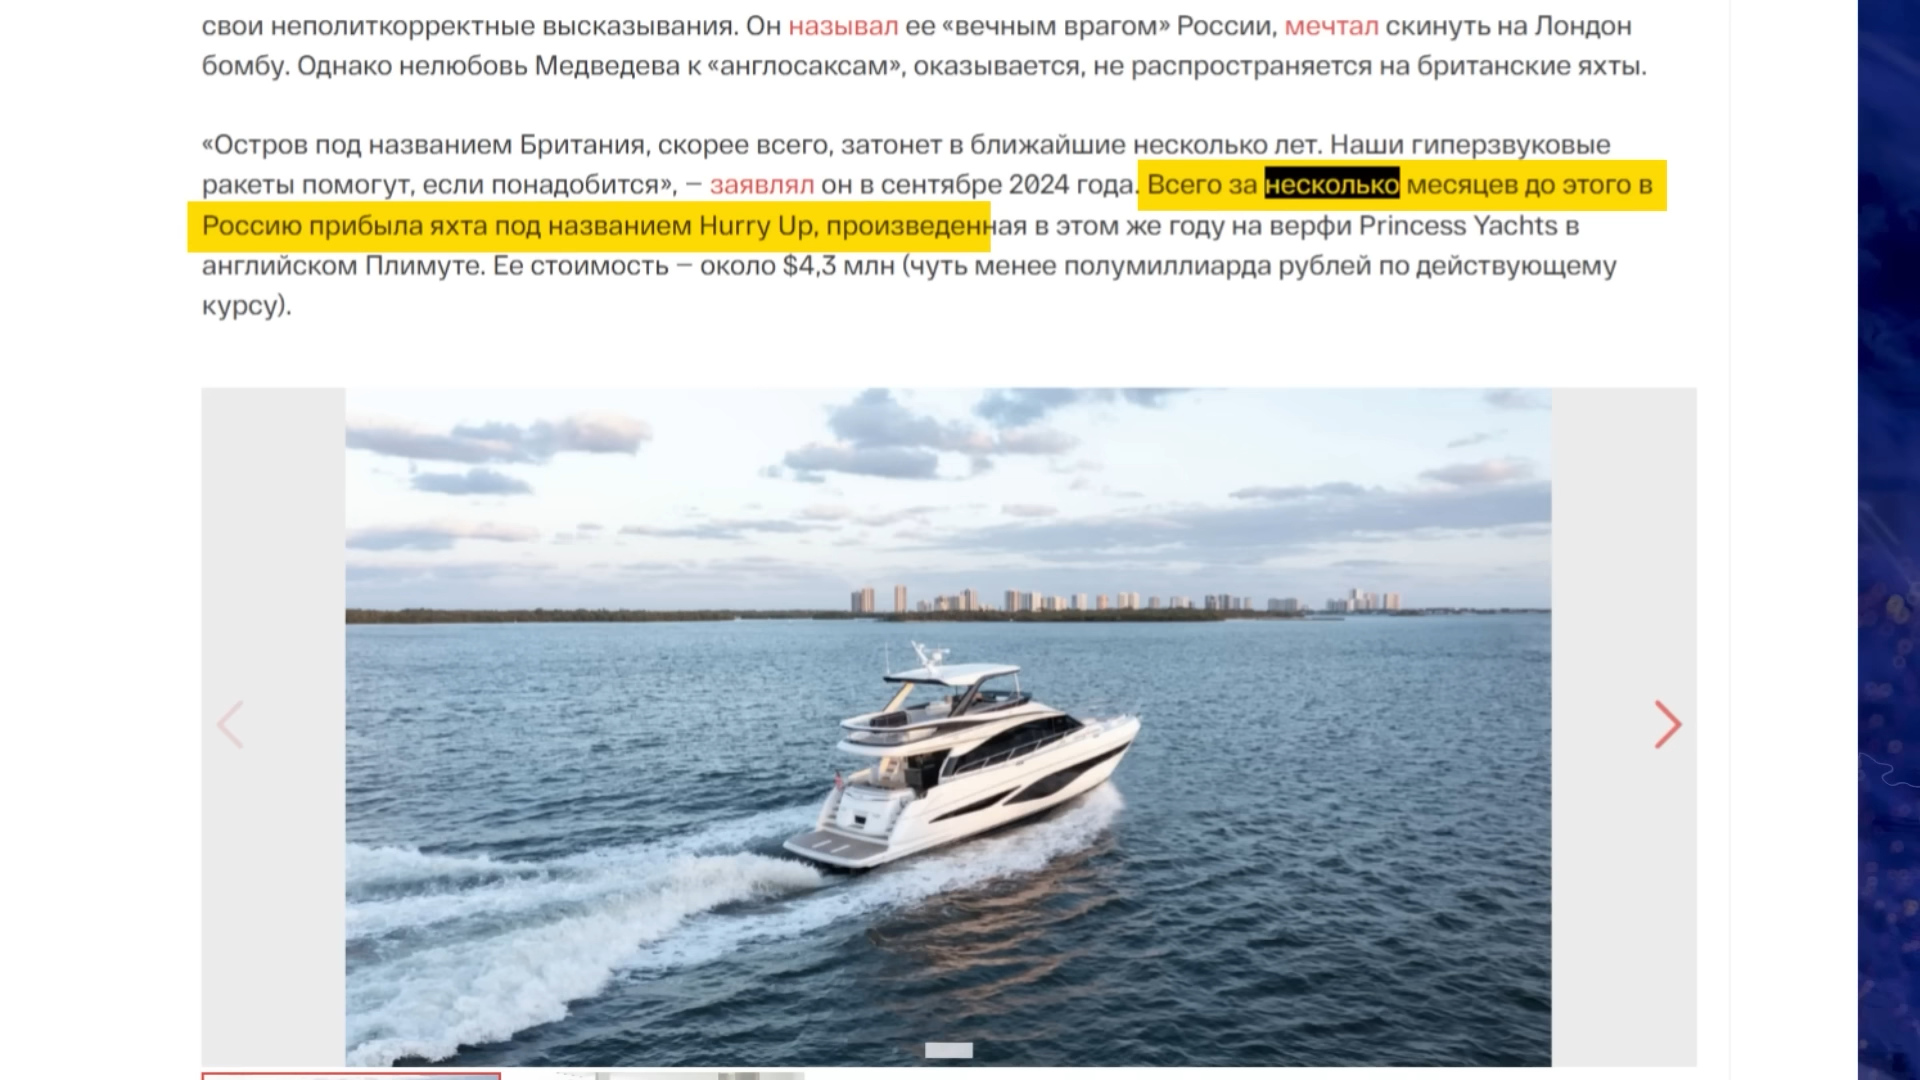 свои неполиткорректные высказывания. Он называл ее «вечным врагом» России, мечтал скинуть на Лондон
бомбу. Однако нелюбовь Медведева к «англосаксам», оказывается, не распространяется на британские яхты.
«Остров под названием Британия, скорее всего, затонет в ближайшие несколько лет. Наши гиперзвуковые
ракеты помогут, если понадобится», — заявлял он в сентябре 2024 года. Всего за несколько месяцев до этого в
Россию прибыла яхта под названием Hurry Up, произведенная в этом же году на верфи Princess Yachts в
английском Плимуте. Ее стоимость — около $4,3 млн (чуть менее полумиллиарда рублей по действующему
курсу).